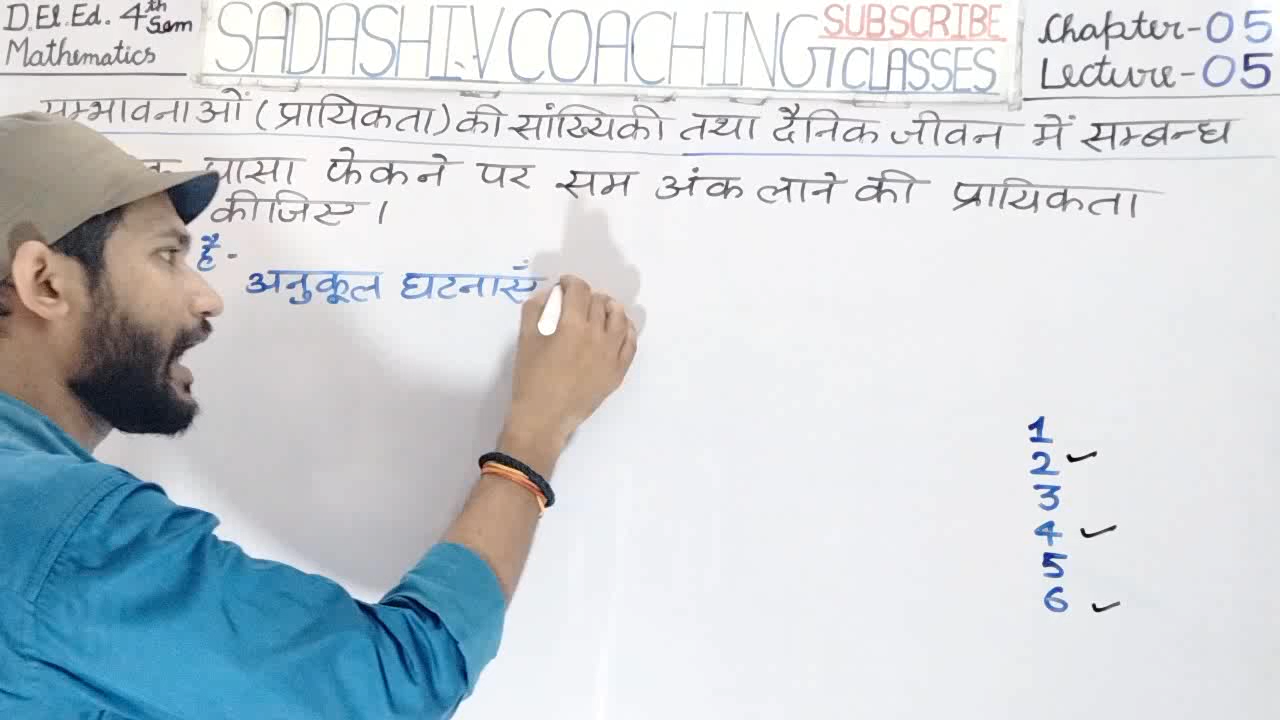 D.El.Ed. 4th Sem
Mathematics
SADASHIV COACHING CLASSES
SUBSCRIBE
Chapter-05
Lecture-05
सम्भावनाओं (प्रायिकता) की सांख्यिकी तथा दैनिक जीवन में सम्बन्ध
पासा फेकने पर सम अंक लाने की प्रायिकता
कीजिए।
है-
अनुकूल घटनाएं
1
2 ✓
3
4 ✓
5
6 ✓